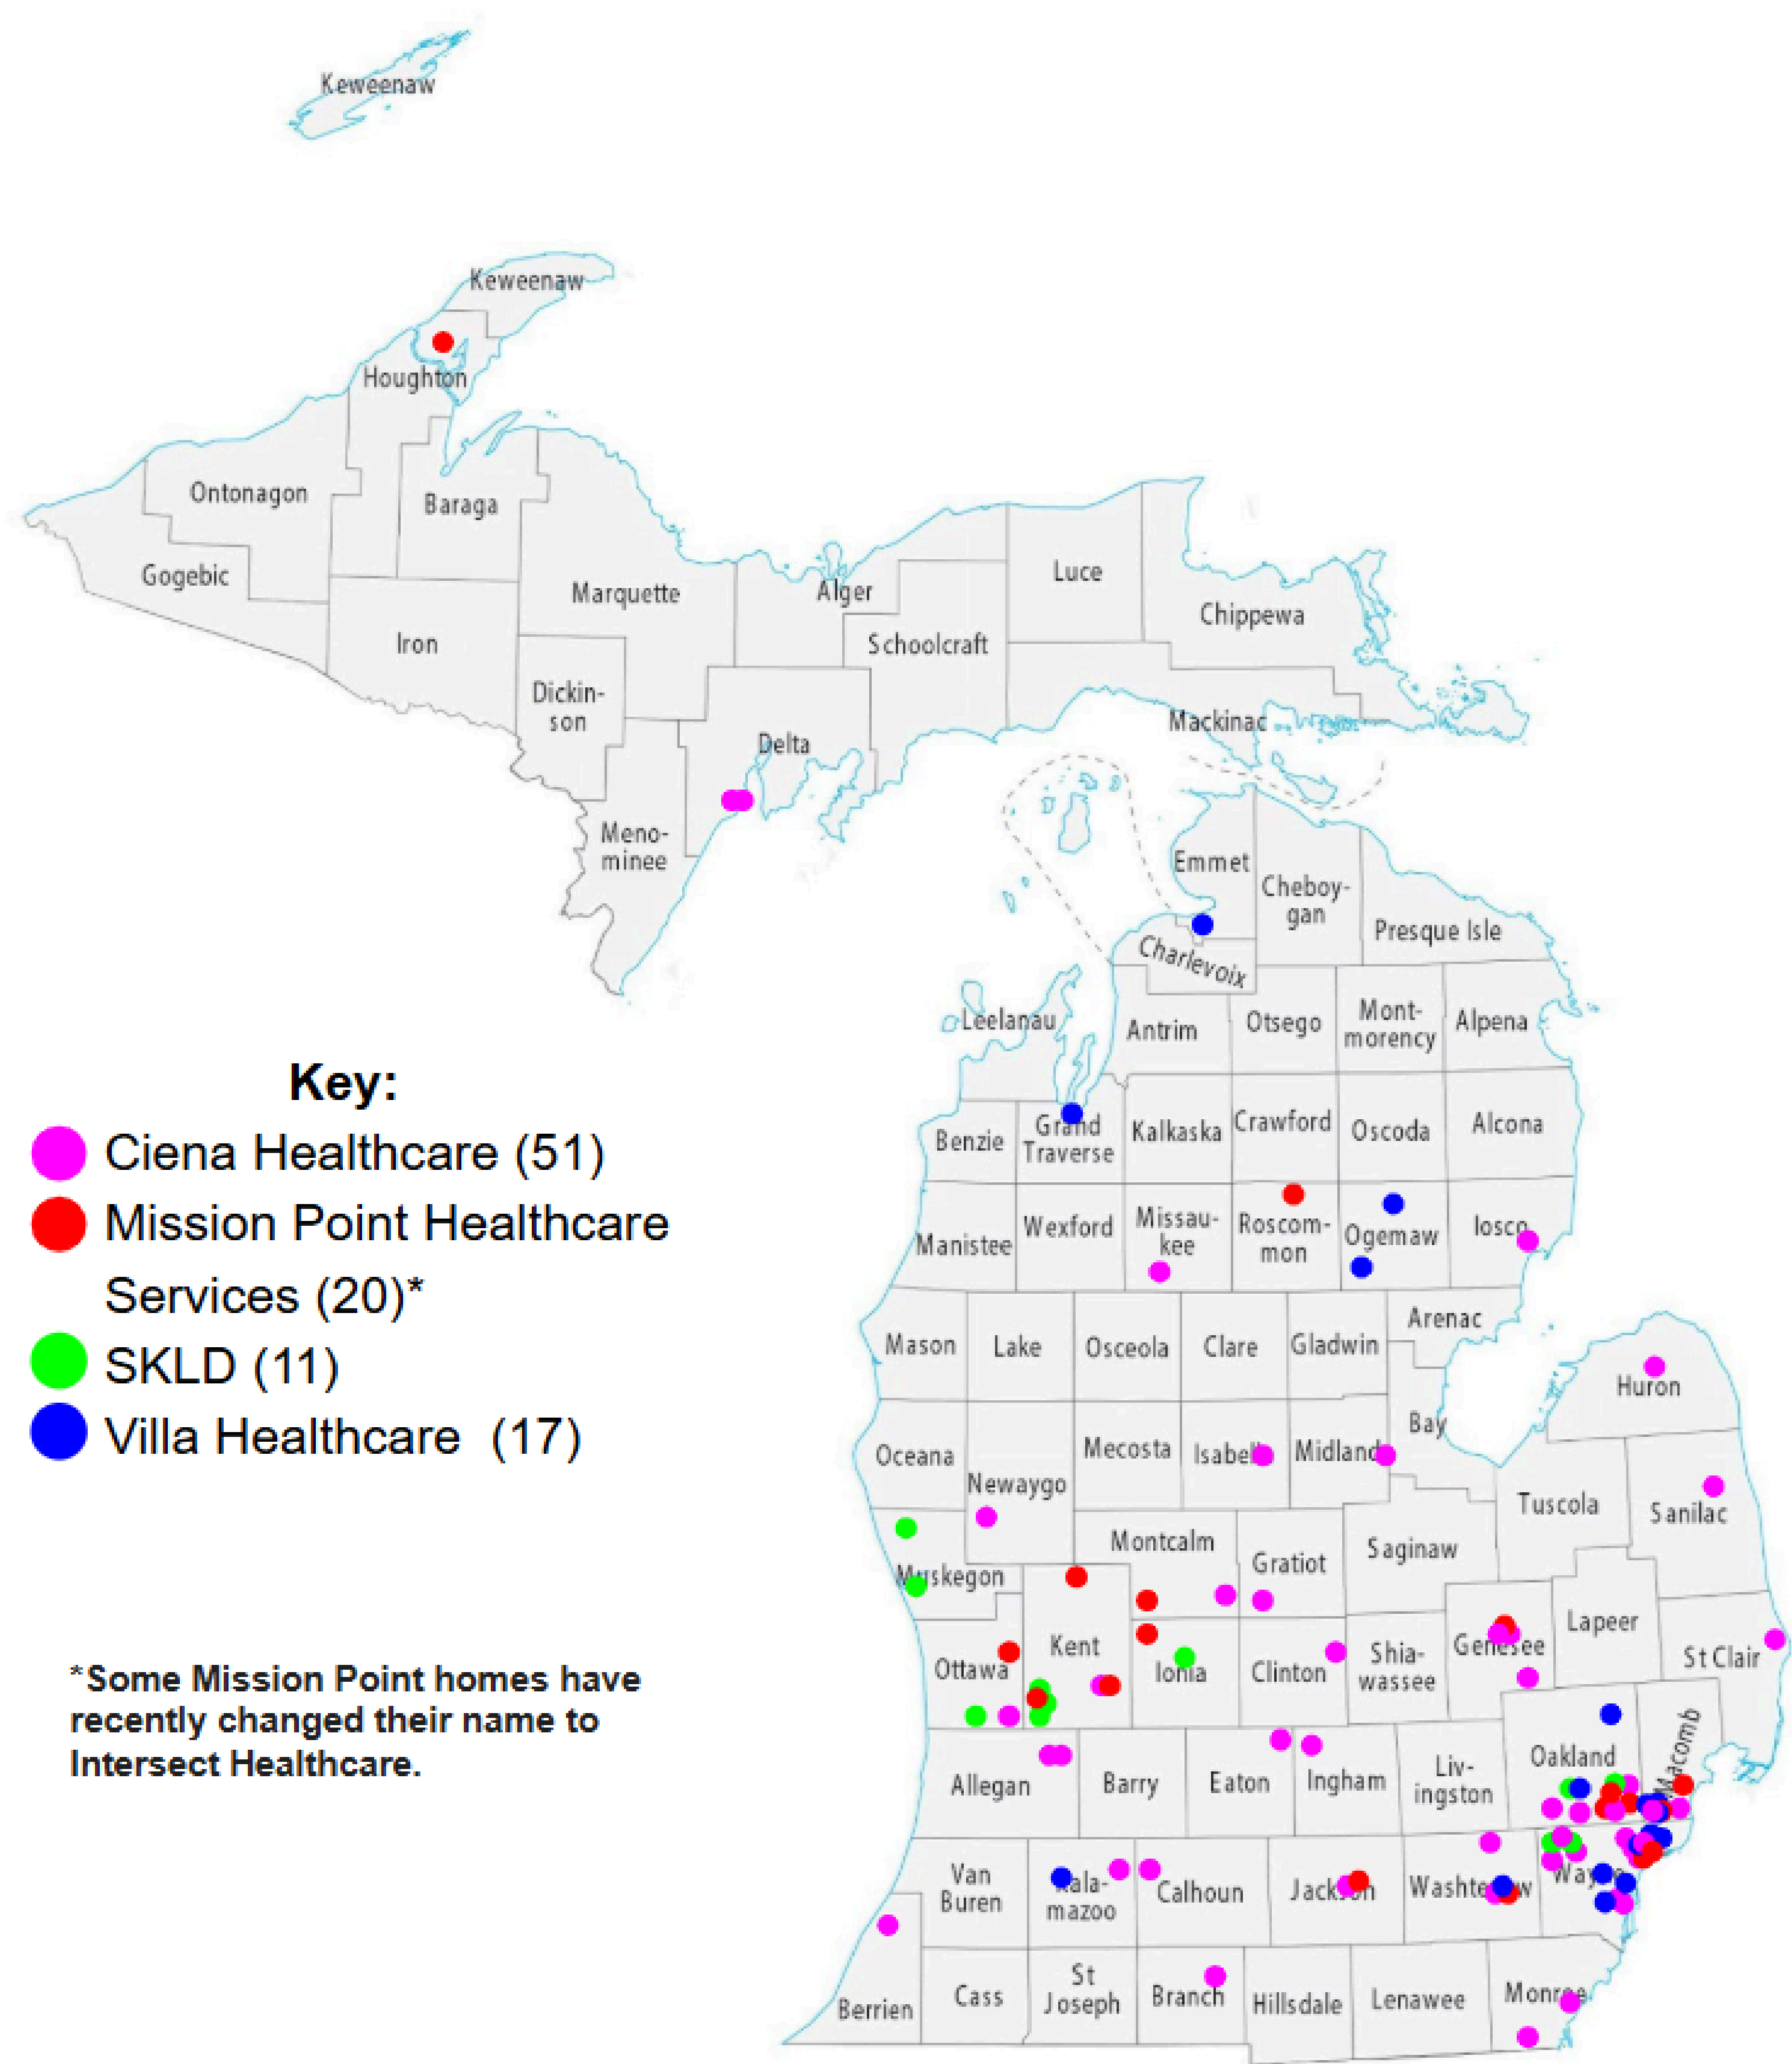 Keweenaw
Keweenaw
Houghton
Ontonagon
Baraga
Gogebic
Marquette
Alger
Luce
Chippewa
Iron
Schoolcraft
Dickin-
son
Mackinac
Delta
Meno-
minee
Emmet
Cheboy-
gan
Presque Isle
Charlevoix
Leelanau
Antrim
Otsego
Mont-
morency
Alpena
Key:
Ciena Healthcare (51)
Mission Point Healthcare
Services (20)*
SKLD (11)
Villa Healthcare (17)
Benzie
Grand
Traverse
Kalkaska
Crawford
Oscoda
Alcona
Manistee
Wexford
Missau-
kee
Roscom-
mon
Ogemaw
Iosco
Mason
Lake
Osceola
Clare
Gladwin
Arenac
Huron
Oceana
Newaygo
Mecosta
Isabella
Midland
Bay
Tuscola
Sanilac
Muskegon
Montcalm
Gratiot
Saginaw
Ottawa
Kent
Ionia
Clinton
Shia-
wassee
Genesee
Lapeer
St Clair
*Some Mission Point homes have
recently changed their name to
Intersect Healthcare.
Allegan
Barry
Eaton
Ingham
Liv-
ingston
Oakland
Macomb
Van
Buren
Kala-
mazoo
Calhoun
Jackson
Washtenaw
Wayne
Berrien
Cass
St
Joseph
Branch
Hillsdale
Lenawee
Monroe